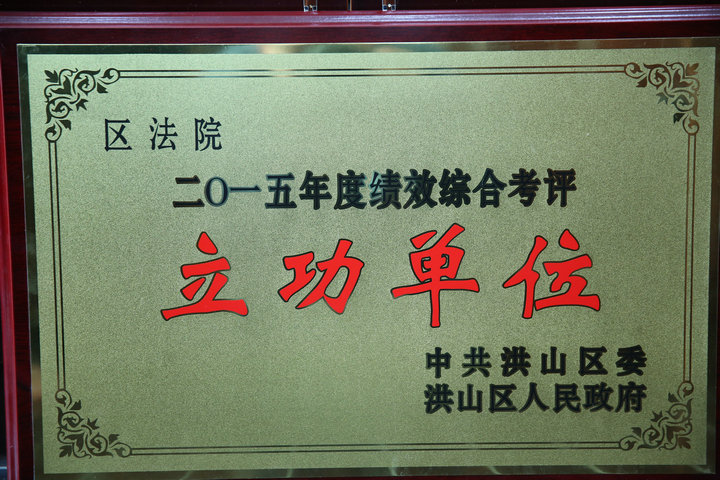 区法院
二〇一五年度绩效综合考评
立功单位
中共洪山区委
洪山区人民政府